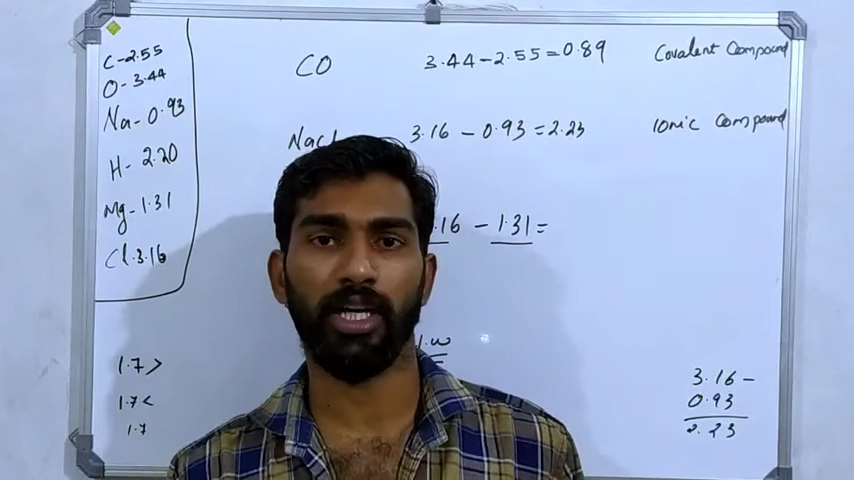 C-2.55
O-3.44
Na-0.93
H-2.20
Mg-1.31
Cl.3.16
CO 3.44-2.55=0.89 Covalent Compound
NaCl 3.16 - 0.93 = 2.23 Ionic Compound
.16 - 1.31 =
1.7 >
1.7 <
1.7
3.16 -
0.93
2.23